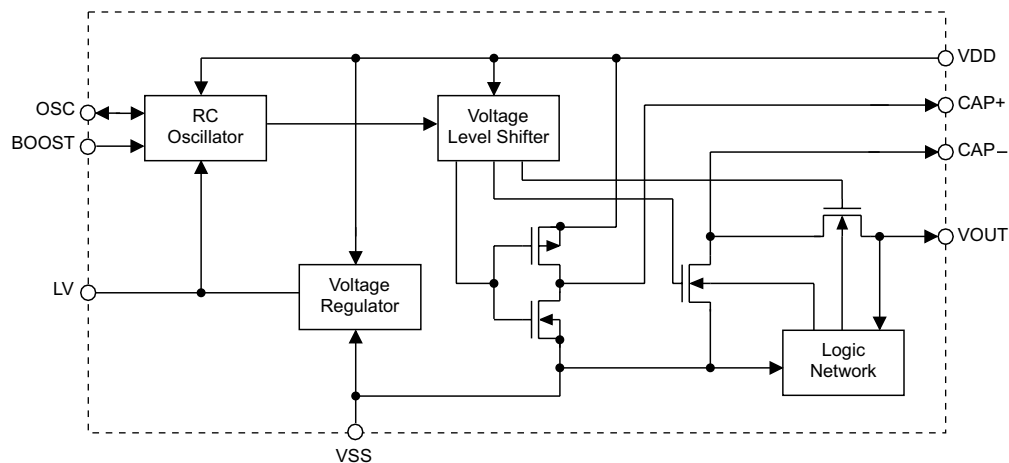 VDD
OSC
RC
Oscillator
Voltage
Level Shifter
CAP+
BOOST
CAP–
VOUT
LV
Voltage
Regulator
Logic
Network
VSS